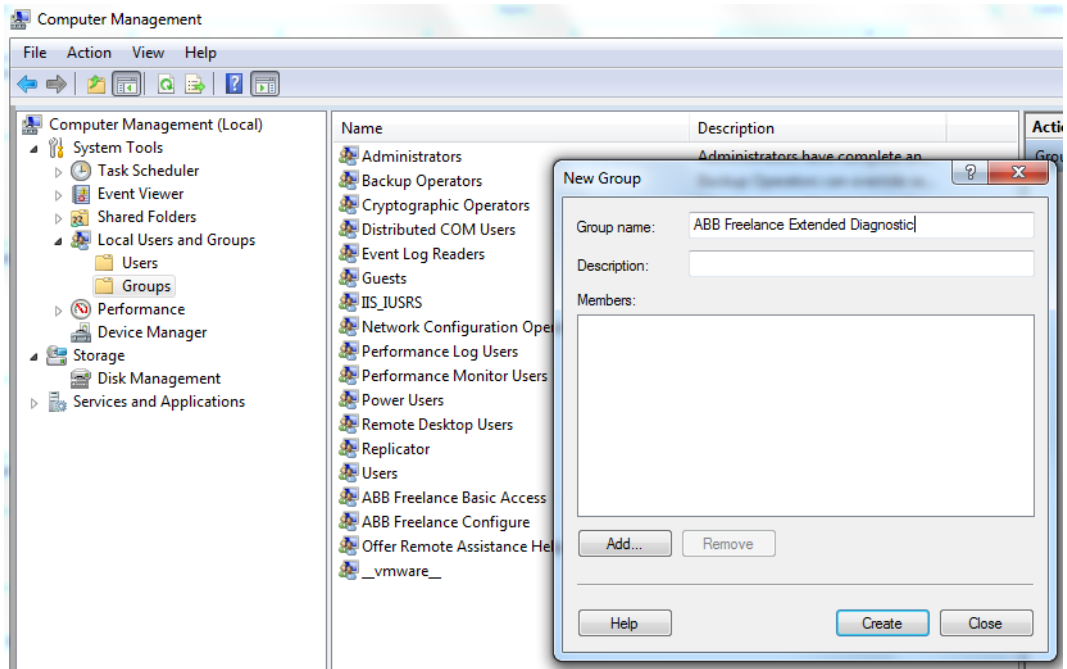 Computer Management
File Action View Help
Computer Management (Local)
System Tools
Task Scheduler
Event Viewer
Shared Folders
Local Users and Groups
Users
Groups
Performance
Device Manager
Storage
Disk Management
Services and Applications
Name Description
Administrators Administrators have complete an...
Backup Operators
Cryptographic Operators
Distributed COM Users
Event Log Readers
Guests
IIS_IUSRS
Network Configuration Oper
Performance Log Users
Performance Monitor Users
Power Users
Remote Desktop Users
Replicator
Users
ABB Freelance Basic Access
ABB Freelance Configure
Offer Remote Assistance Hel
__vmware__
Acti
Grou
New Group
Group name: ABB Freelance Extended Diagnostic
Description:
Members:
Add... Remove
Help Create Close